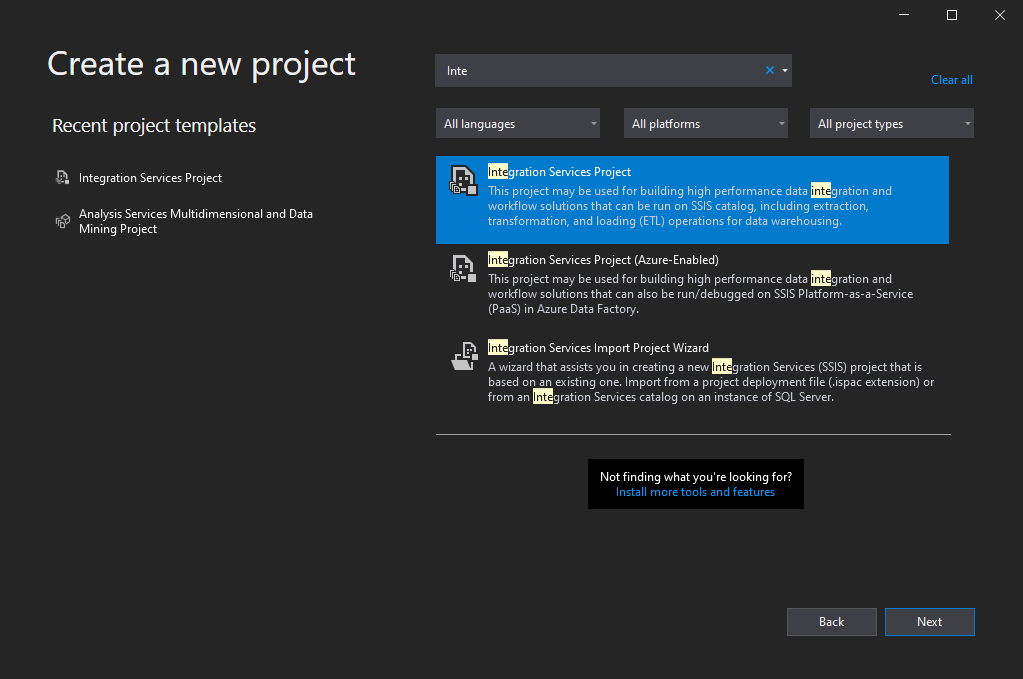 Create a new project
Inte
Clear all
Recent project templates
All languages
All platforms
All project types
Integration Services Project
Analysis Services Multidimensional and Data
Mining Project
Integration Services Project
This project may be used for building high performance data integration and
workflow solutions that can be run on SSIS catalog, including extraction,
transformation, and loading (ETL) operations for data warehousing.
Integration Services Project (Azure-Enabled)
This project may be used for building high performance data integration and
workflow solutions that can also be run/debugged on SSIS Platform-as-a-Service
(PaaS) in Azure Data Factory.
Integration Services Import Project Wizard
A wizard that assists you in creating a new Integration Services (SSIS) project that is
based on an existing one. Import from a project deployment file (.ispac extension) or
from an Integration Services catalog on an instance of SQL Server.
Not finding what you're looking for?
Install more tools and features
Back
Next